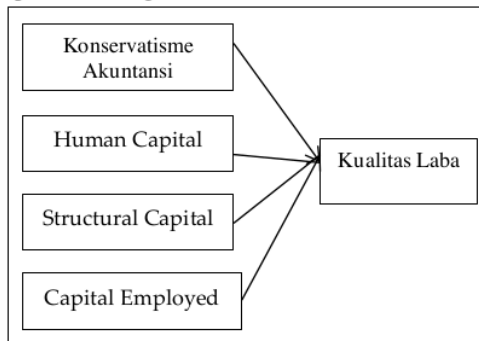 Konservatisme
Akuntansi
Human Capital
Kualitas Laba
Structural Capital
Capital Employed